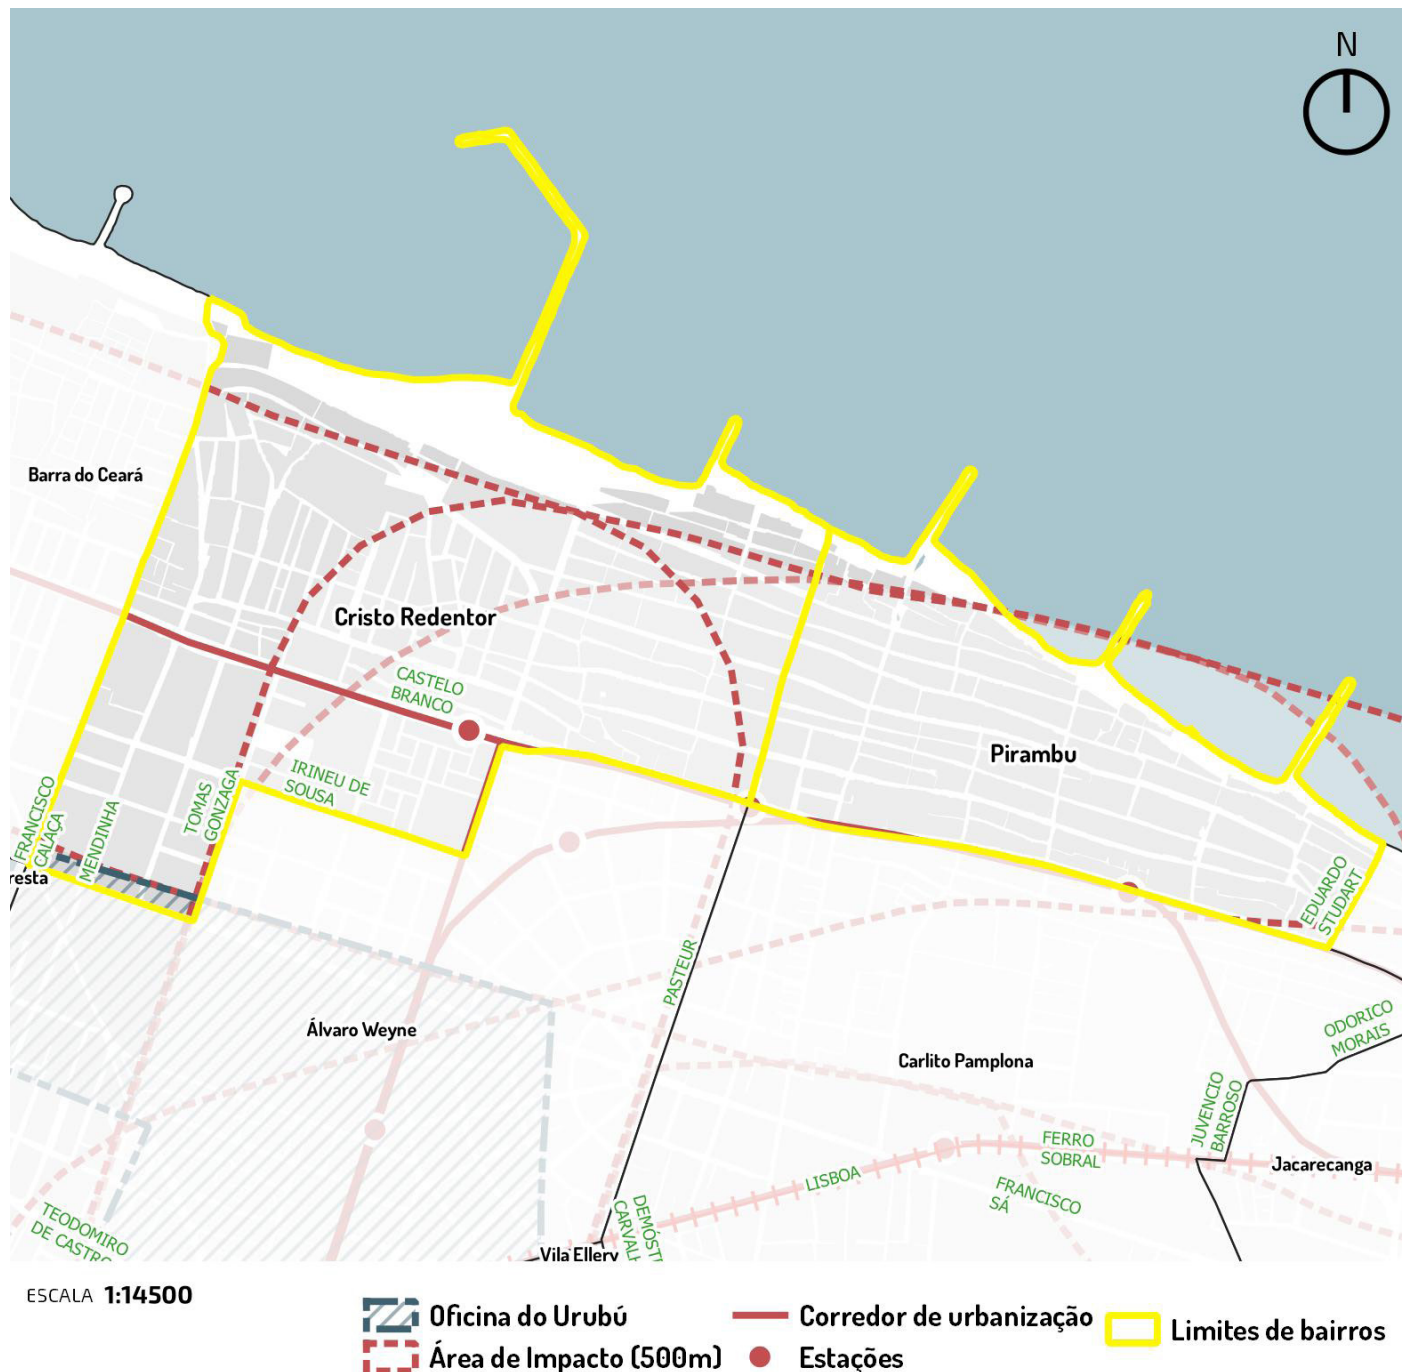 N
Barra do Ceará
Cristo Redentor
CASTELO
BRANCO
Pirambu
IRINEU DE
SOUSA
TOMAS
GONZAGA
FRANCISCO
CALAÇA
MENDINHA
resta
EDUARDO
STUDART
PASTEUR
Álvaro Weyne
ODORICO
MORAIS
Carlito Pamplona
JUVENCIO
BARROSO
FERRO
SOBRAL
Jacarecanga
LISBOA
FRANCISCO
SÁ
TEODOMIRO
DE CASTRO
DEMÓST
CARVALH
Vila Ellery
ESCALA 1:14500
Oficina do Urubú
Corredor de urbanização
Limites de bairros
Área de Impacto (500m)
Estações